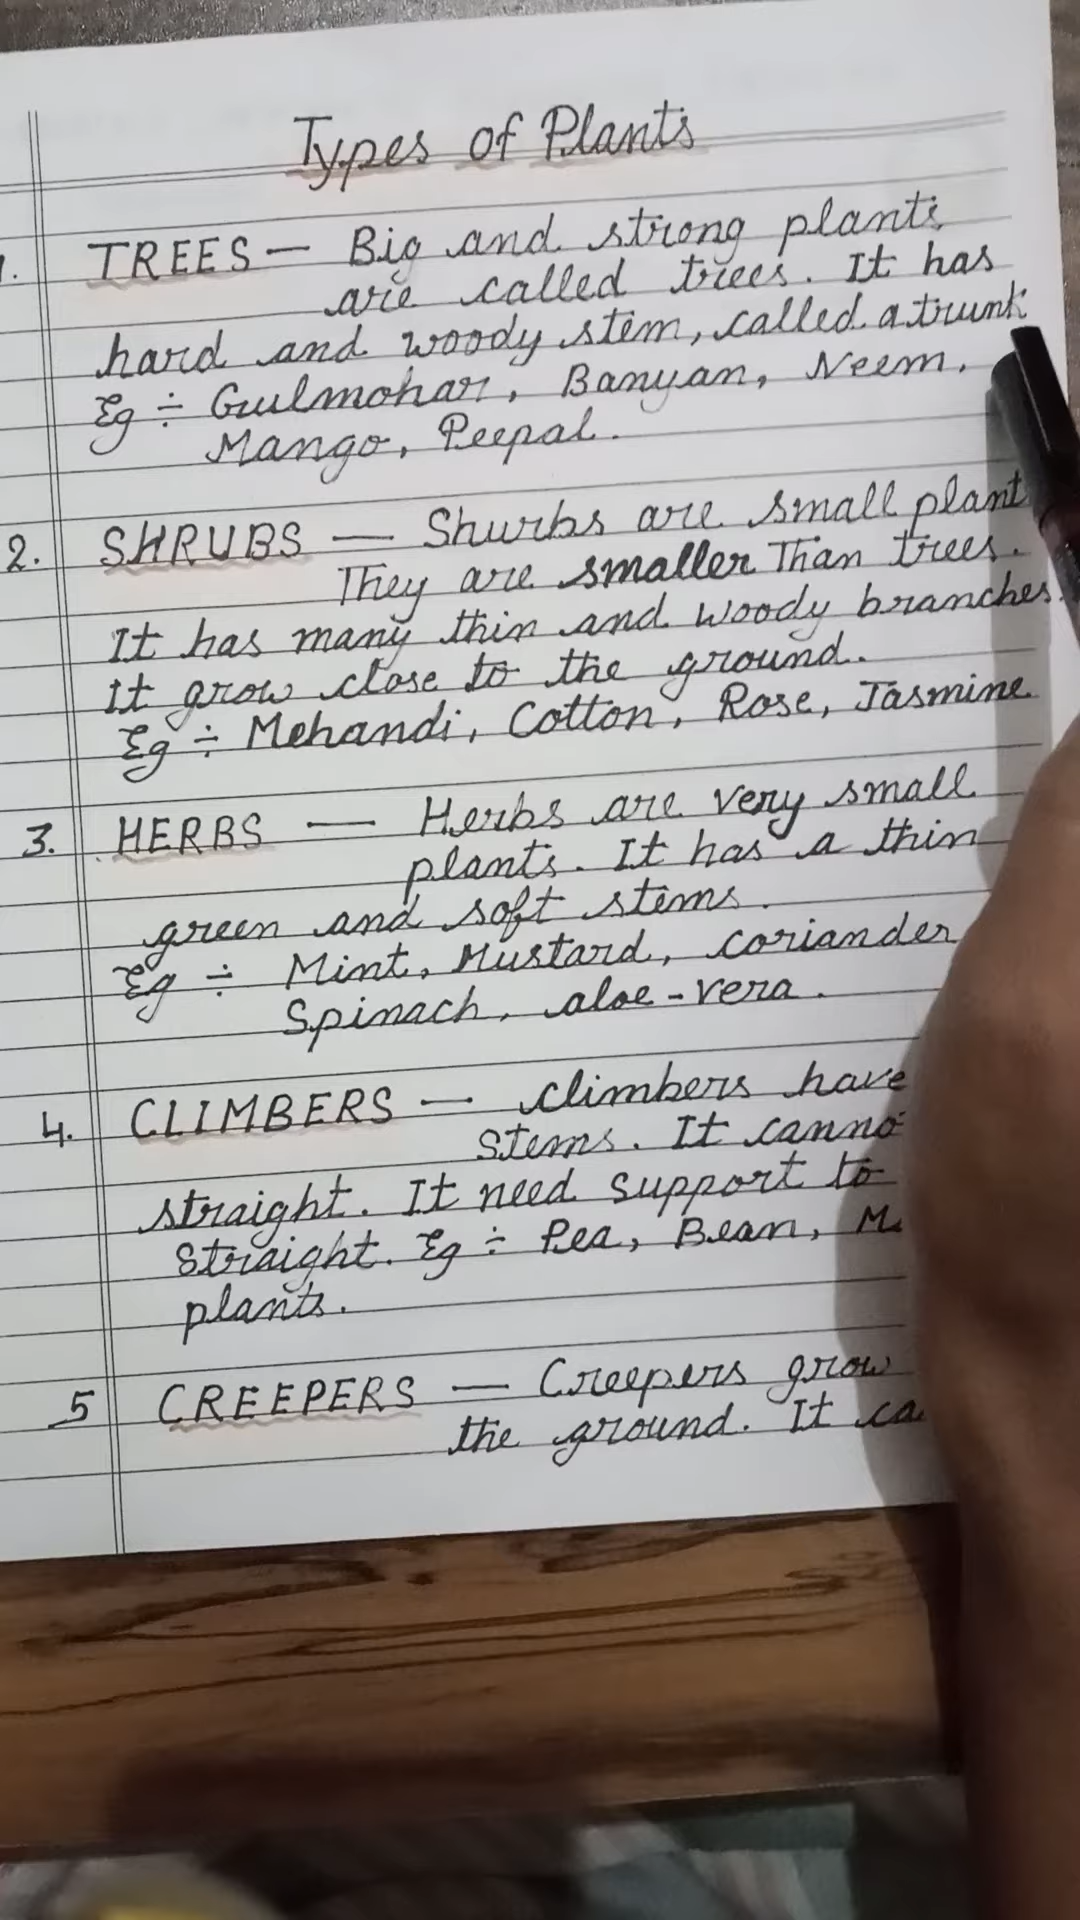 Types of Plants
1. TREES — Big and strong plants
are called trees. It has
hard and woody stem, called a trunk
Eg ÷ Gulmohar, Banyan, Neem,
Mango, Peepal.
2. SHRUBS — Shurbs are small plant
They are smaller Than trees.
It has many thin and woody branches.
It grow close to the ground.
Eg ÷ Mehandi, Cotton, Rose, Jasmine
3. HERBS — Herbs are very small
plants. It has a thin
green and soft stems.
Eg ÷ Mint, Mustard, coriander
Spinach, aloe-vera.
4. CLIMBERS — climbers have
Stems. It
straight. It need support to
Straight. Eg ÷ Pea, Bean,
plants.
5 CREEPERS — Creepers grow
the ground. It